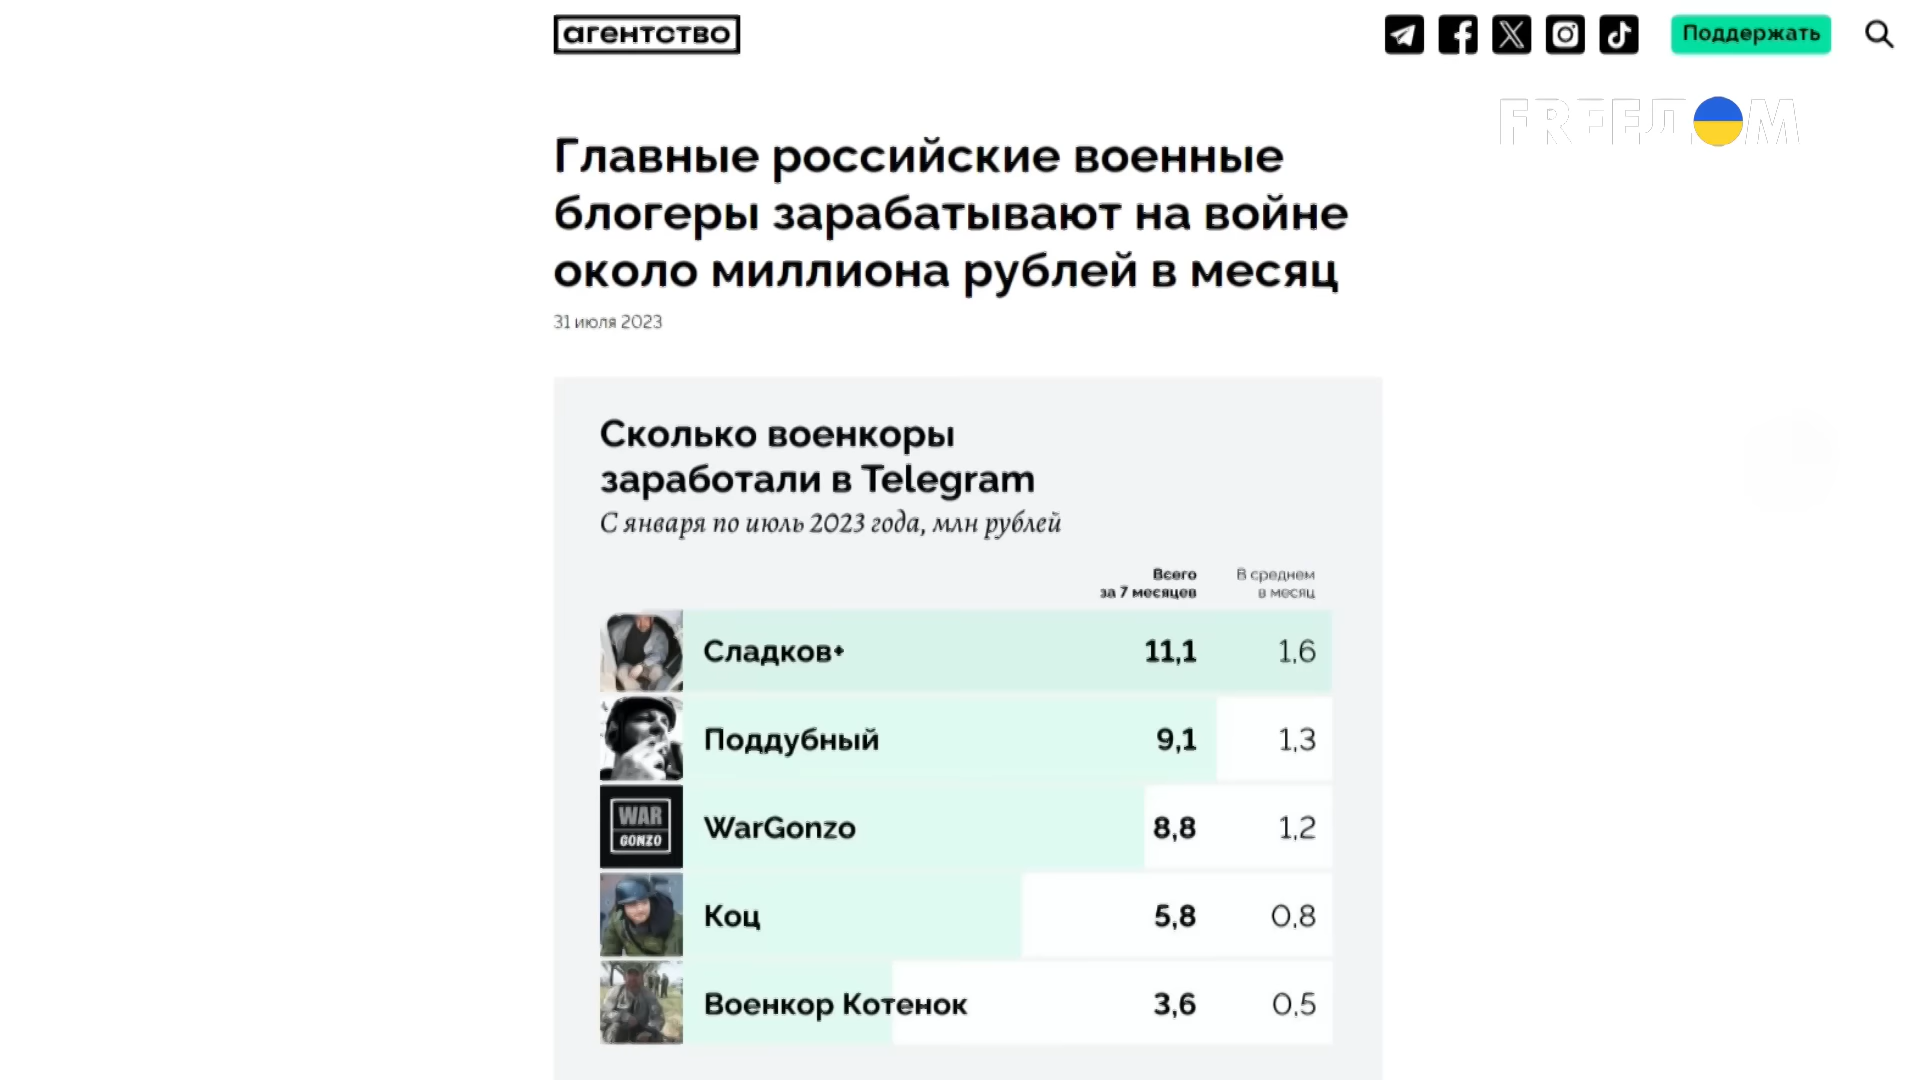 агентство
Поддержать
FREEДOM
Главные российские военные
блогеры зарабатывают на войне
около миллиона рублей в месяц
31 июля 2023
Сколько военкоры
заработали в Telegram
С января по июль 2023 года, млн рублей
Всего
за 7 месяцев
В среднем
в месяц
Сладков+ 11,1 1,6
Поддубный 9,1 1,3
WAR
GONZO
WarGonzo 8,8 1,2
Коц 5,8 0,8
Военкор Котенок 3,6 0,5